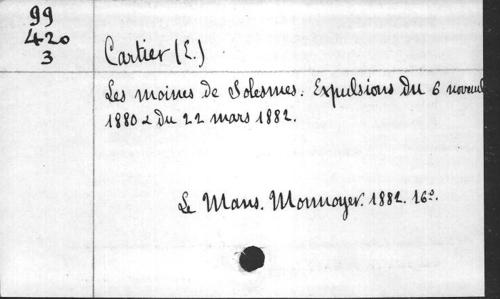 99
420
3
Cartier (E.)
Les moines de Solesmes. Expulsions du 6 novemb
1880 & du 22 mars 1882.
Le Mans. Monnoyer. 1882. 16º.